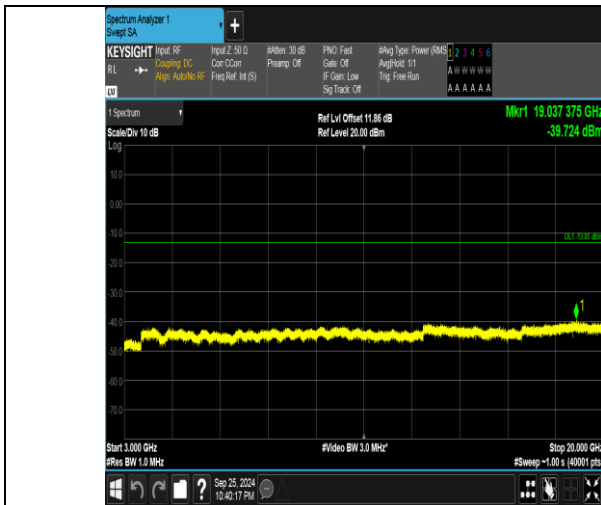 Spectrum Analyzer 1
Swept SA
+
KEYSIGHT Input: RF Input Z: 50 Ω #Atten: 30 dB PNO: Fast #Avg Type: Power (RMS 1 2 3 4 5 6
RL Coupling: DC Corr CCorr Preamp: Off Gate: Off Avg|Hold: 1/1 A W W W W W
Align: Auto/No RF Freq Ref: Int (S) IF Gain: Low Trig: Free Run
LXI Sig Track: Off A A A A A A
1 Spectrum Ref Lvl Offset 11.86 dB Mkr1 19.037 375 GHz
Scale/Div 10 dB Ref Level 20.00 dBm -39.724 dBm
Log
10.0
0.00
-10.0
DL1 -13.00 dBm
-20.0
-30.0
1
-40.0
-50.0
-60.0
-70.0
Start 3.000 GHz #Video BW 3.0 MHz* Stop 20.000 GHz
#Res BW 1.0 MHz #Sweep ~1.00 s (40001 pts
Sep 25, 2024
10:40:17 PM
?